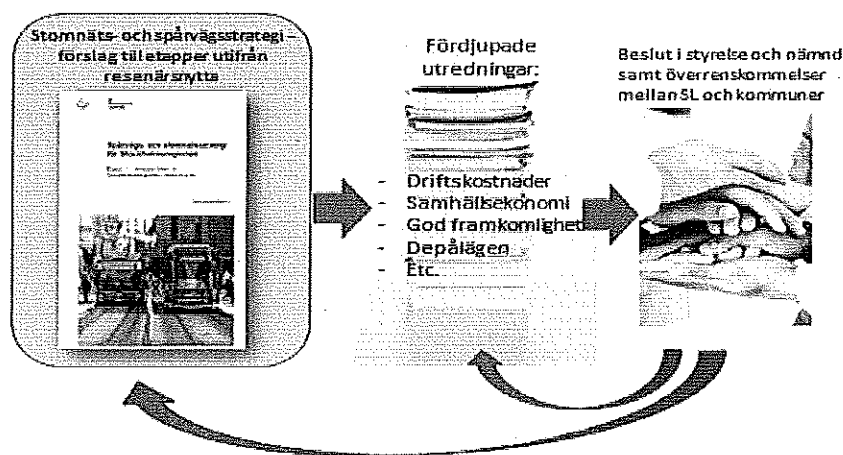 Stomnäts- och spårvägsstrategi –
förslag till etapper utifrån
resenärsnytta
Fördjupade
utredningar:
- Driftskostnader
- Samhällsekonomi
- God framkomlighet
- Depålägen
- Etc.
Beslut i styrelse och nämnd
samt överrenskommelser
mellan SL och kommuner